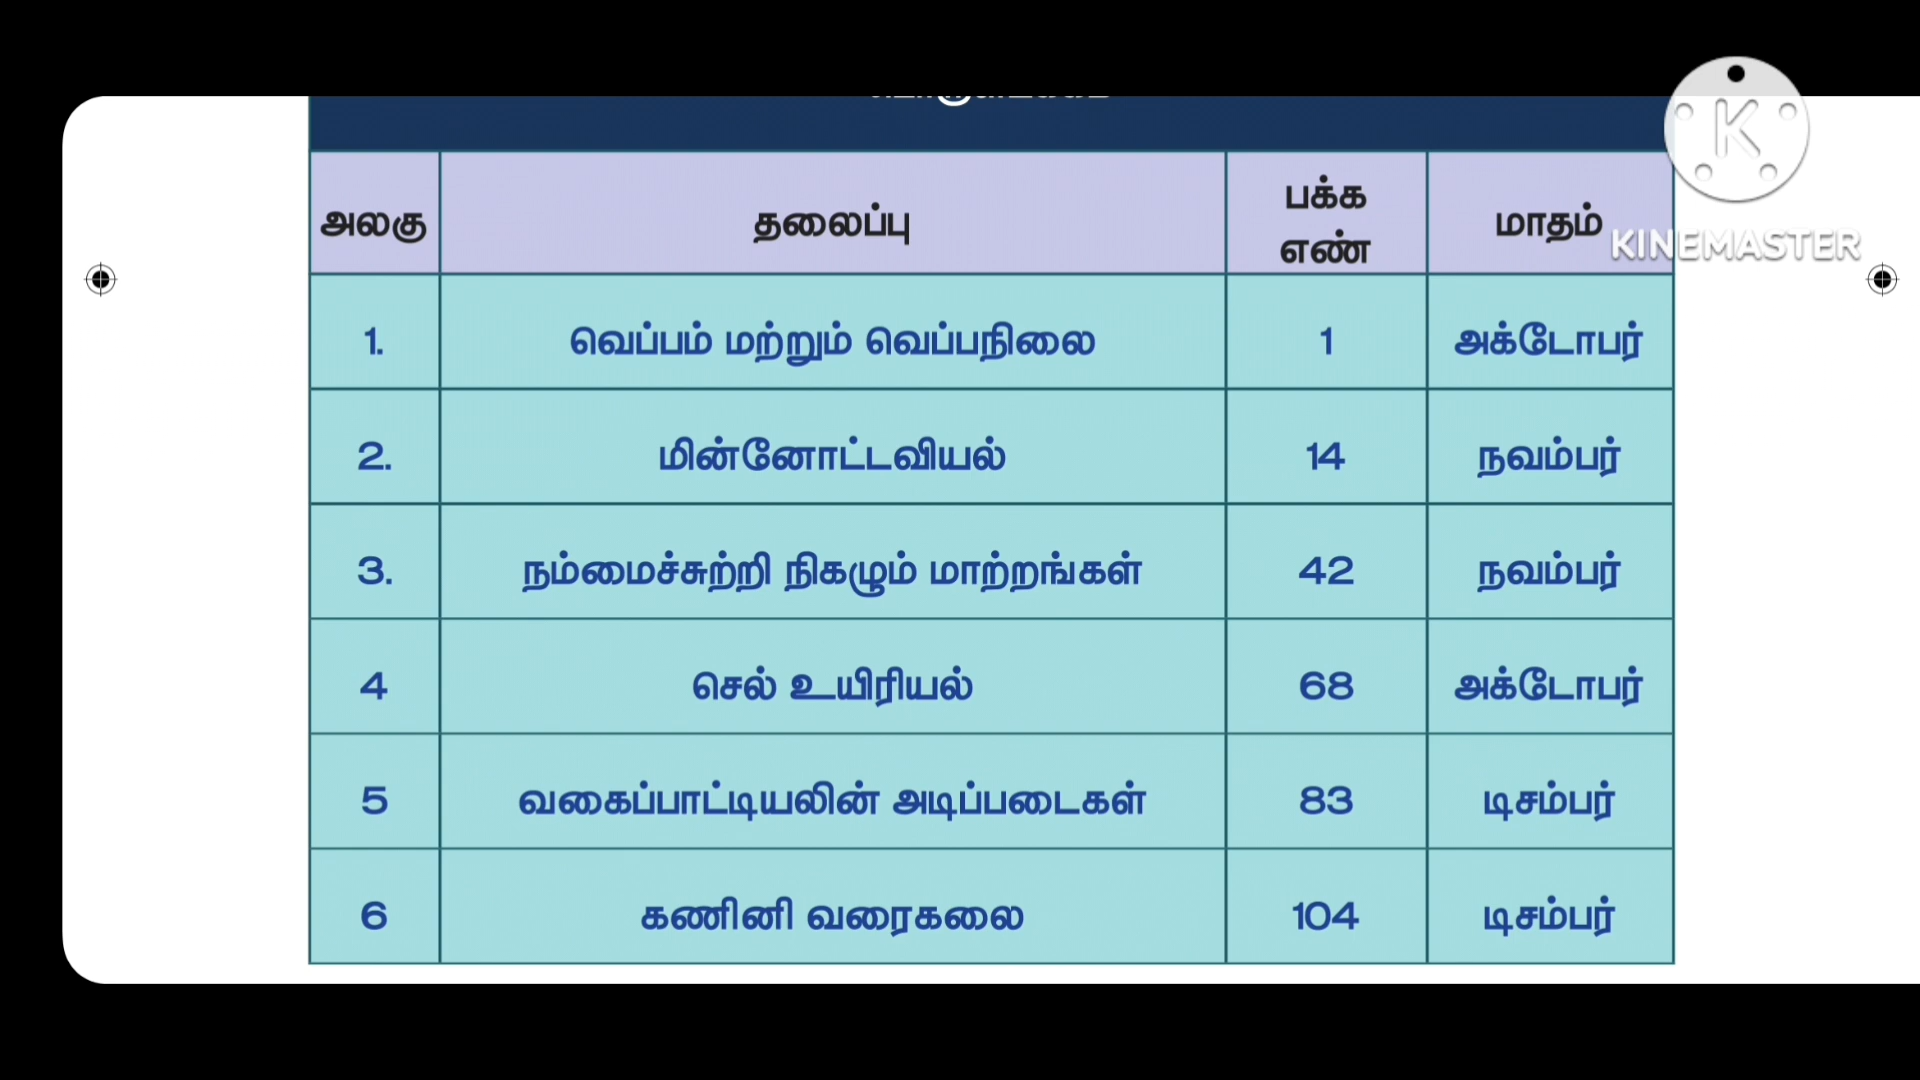 அலகு தலைப்பு பக்க எண் மாதம்
1. வெப்பம் மற்றும் வெப்பநிலை 1 அக்டோபர்
2. மின்னோட்டவியல் 14 நவம்பர்
3. நம்மைச்சுற்றி நிகழும் மாற்றங்கள் 42 நவம்பர்
4 செல் உயிரியல் 68 அக்டோபர்
5 வகைப்பாட்டியலின் அடிப்படைகள் 83 டிசம்பர்
6 கணினி வரைகலை 104 டிசம்பர்
K
KINEMASTER